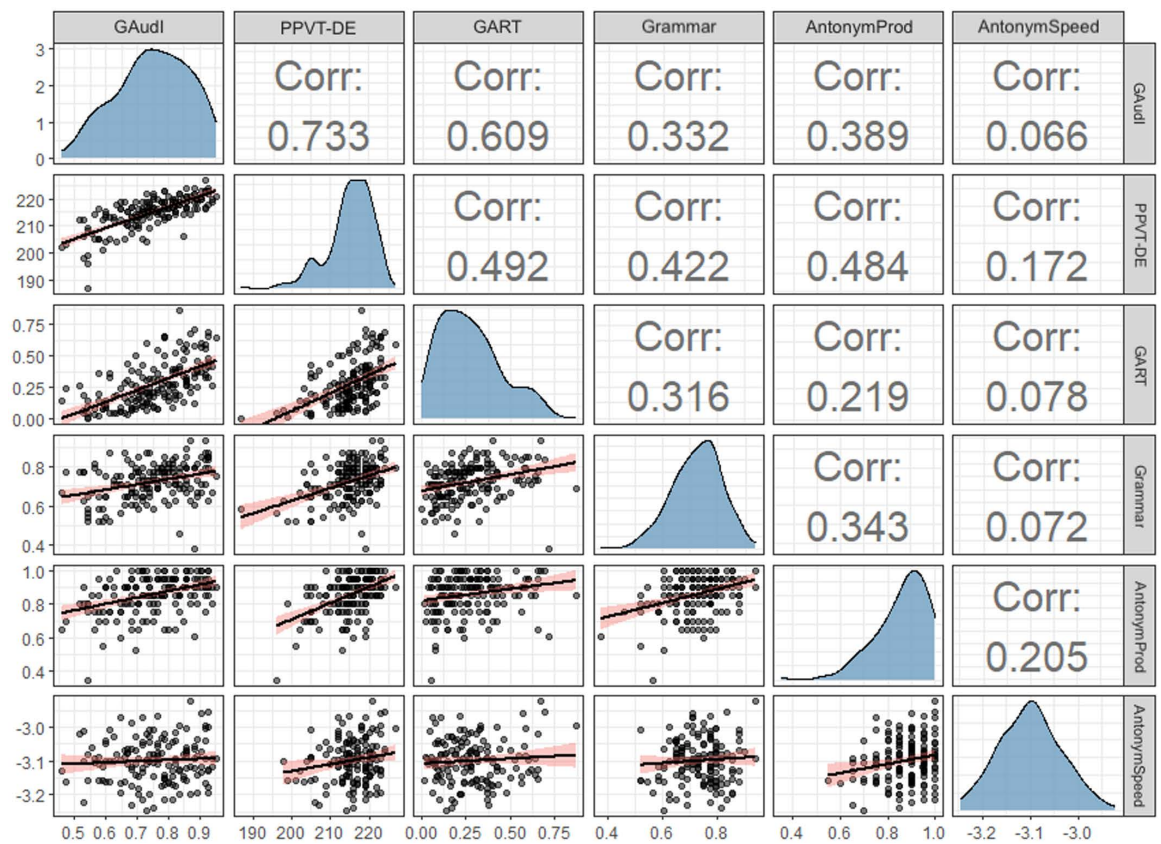 GAudI PPVT-DE GART Grammar AntonymProd AntonymSpeed
3
2
1
0
Corr: Corr: Corr: Corr: Corr:
0.733 0.609 0.332 0.389 0.066
GAudI
220
210
200
190
Corr: Corr: Corr: Corr:
0.492 0.422 0.484 0.172
PPVT-DE
0.75
0.50
0.25
0.00
Corr: Corr: Corr:
0.316 0.219 0.078
GART
0.8
0.6
0.4
Corr: Corr:
0.343 0.072
Grammar
1.0
0.8
0.6
0.4
Corr:
0.205
AntonymProd
-3.0
-3.1
-3.2
AntonymSpeed
0.5 0.6 0.7 0.8 0.9 190 200 210 220 0.00 0.25 0.50 0.75 0.4 0.6 0.8 0.4 0.6 0.8 1.0 -3.2 -3.1 -3.0